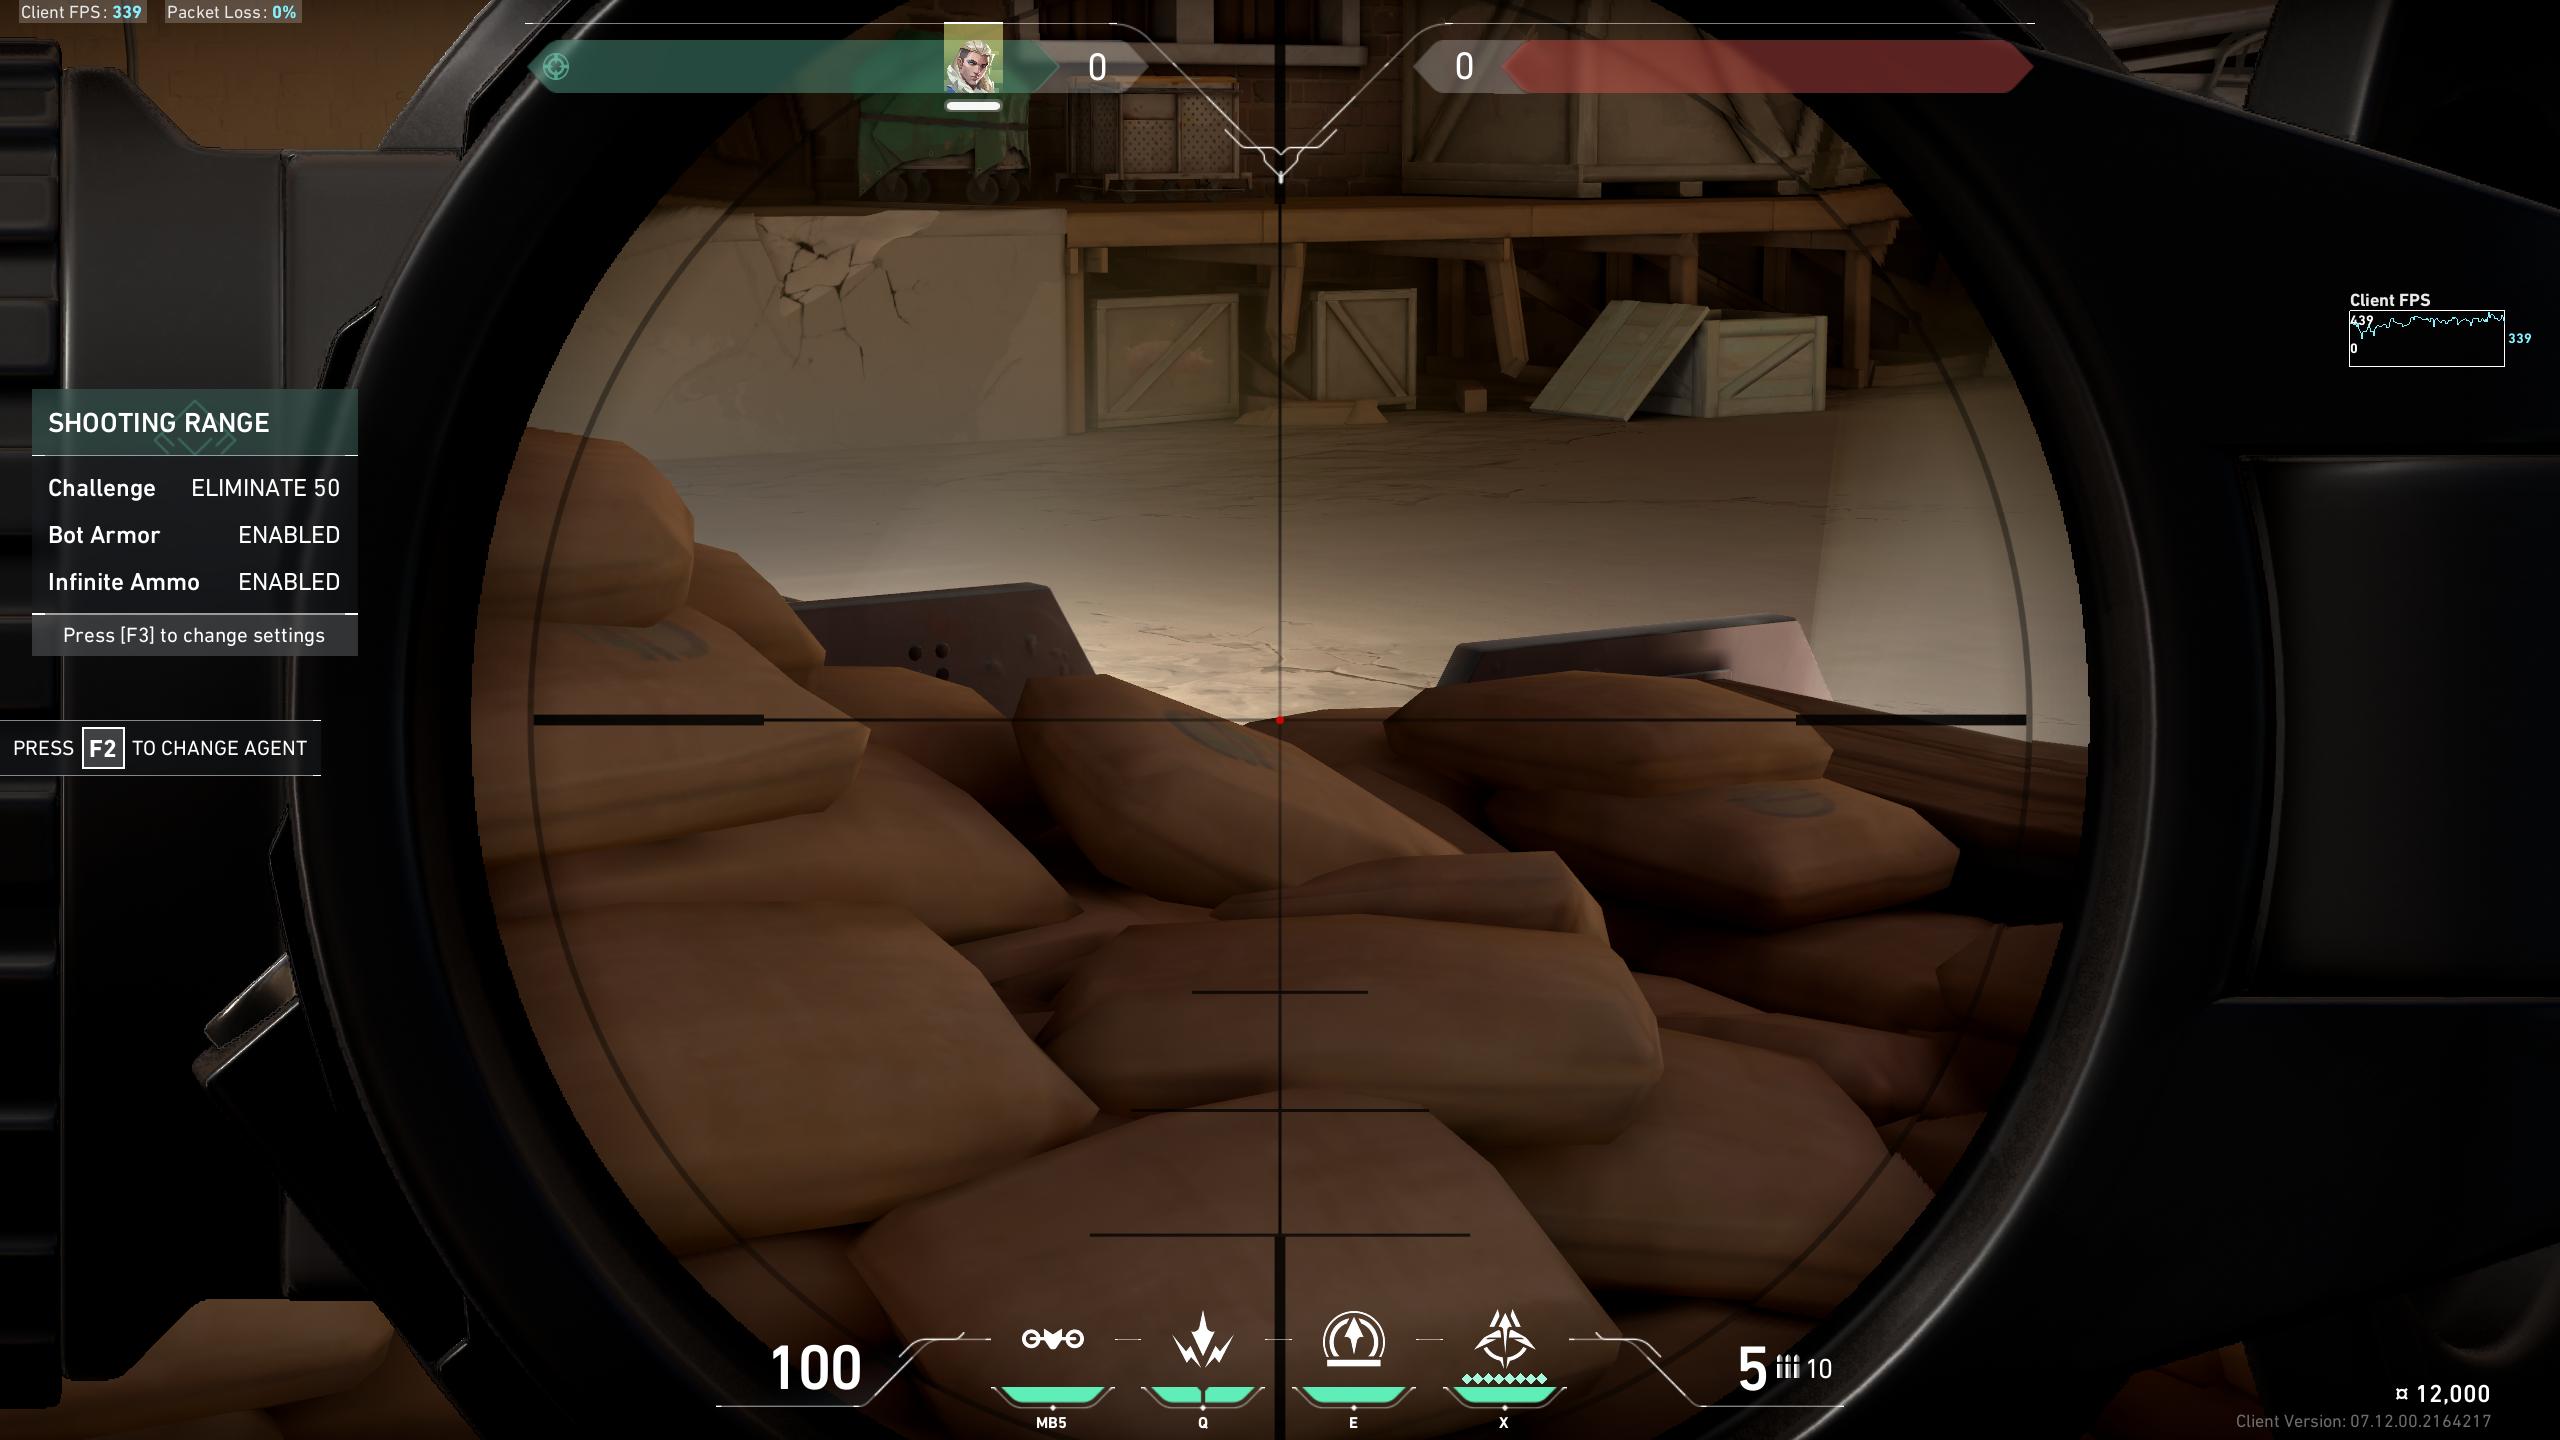 Client FPS: 339 Packet Loss: 0%
0 0
Client FPS
439
339
0
SHOOTING RANGE
Challenge ELIMINATE 50
Bot Armor ENABLED
Infinite Ammo ENABLED
Press [F3] to change settings
PRESS F2 TO CHANGE AGENT
100
5 10
MB5 Q E X
¤ 12,000
Client Version: 07.12.00.2164217